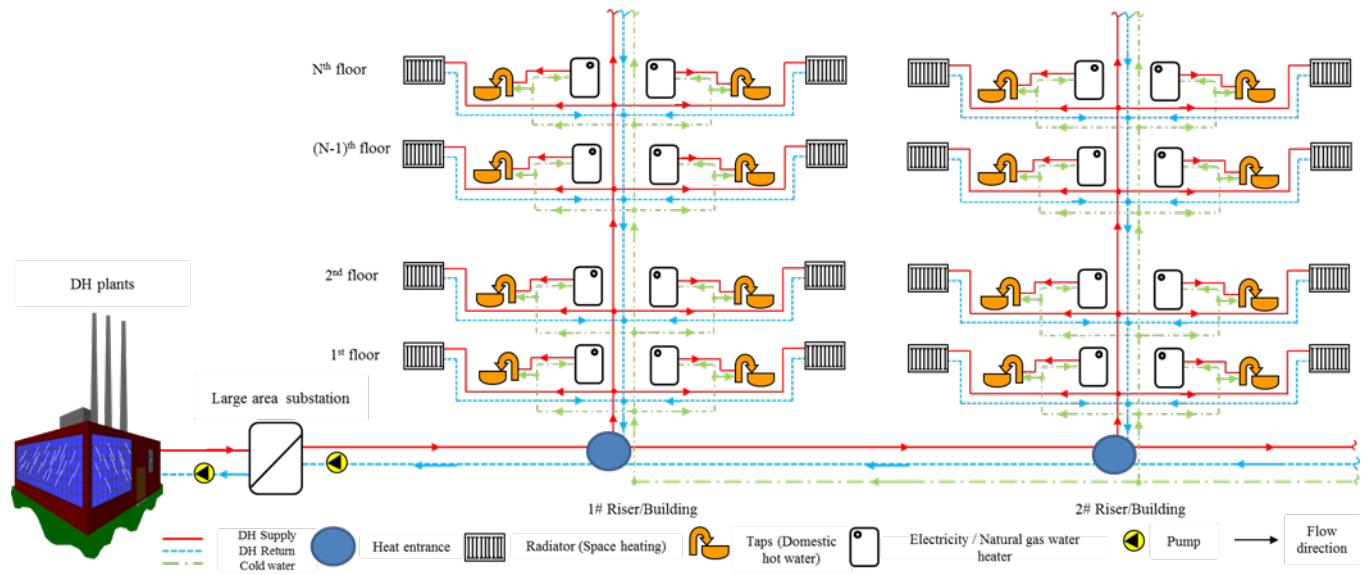 Nth floor
(N-1)th floor
2nd floor
1st floor
DH plants
Large area substation
1# Riser/Building
2# Riser/Building
DH Supply
DH Return
Cold water
Heat entrance
Radiator (Space heating)
Taps (Domestic
hot water)
Electricity / Natural gas water
heater
Pump
Flow
direction